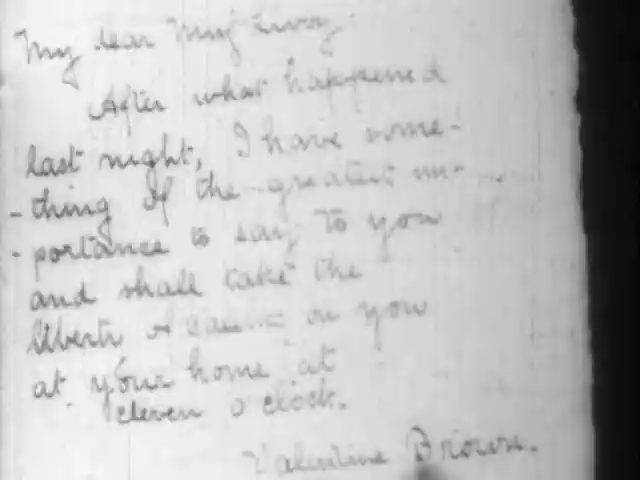 My dear Miss Livvy.
After what happened
last night, I have some-
-thing of the greatest im-
-portance to say to you
and shall take the
liberty of calling on you
at your home at
eleven o'clock.
Valentine Brown.